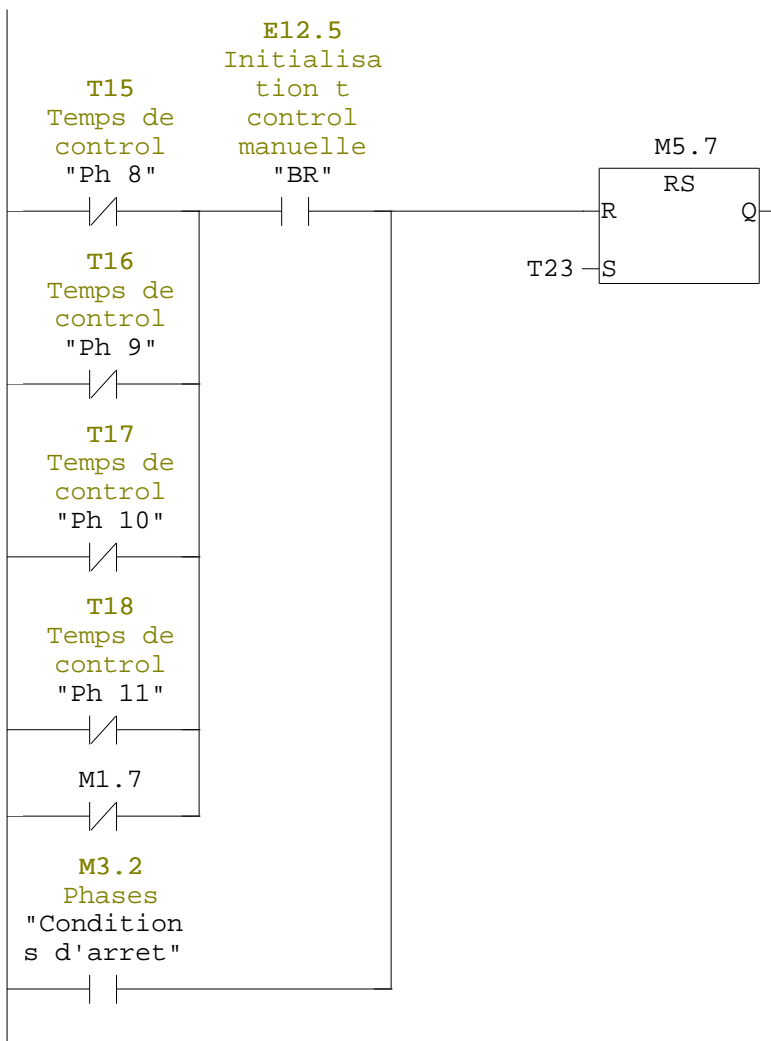 E12.5
Initialisa
tion t
control
manuelle
"BR"
T15
Temps de
control
"Ph 8"
M5.7
RS
R
Q
T23
S
T16
Temps de
control
"Ph 9"
T17
Temps de
control
"Ph 10"
T18
Temps de
control
"Ph 11"
M1.7
M3.2
Phases
"Condition
s d'arret"